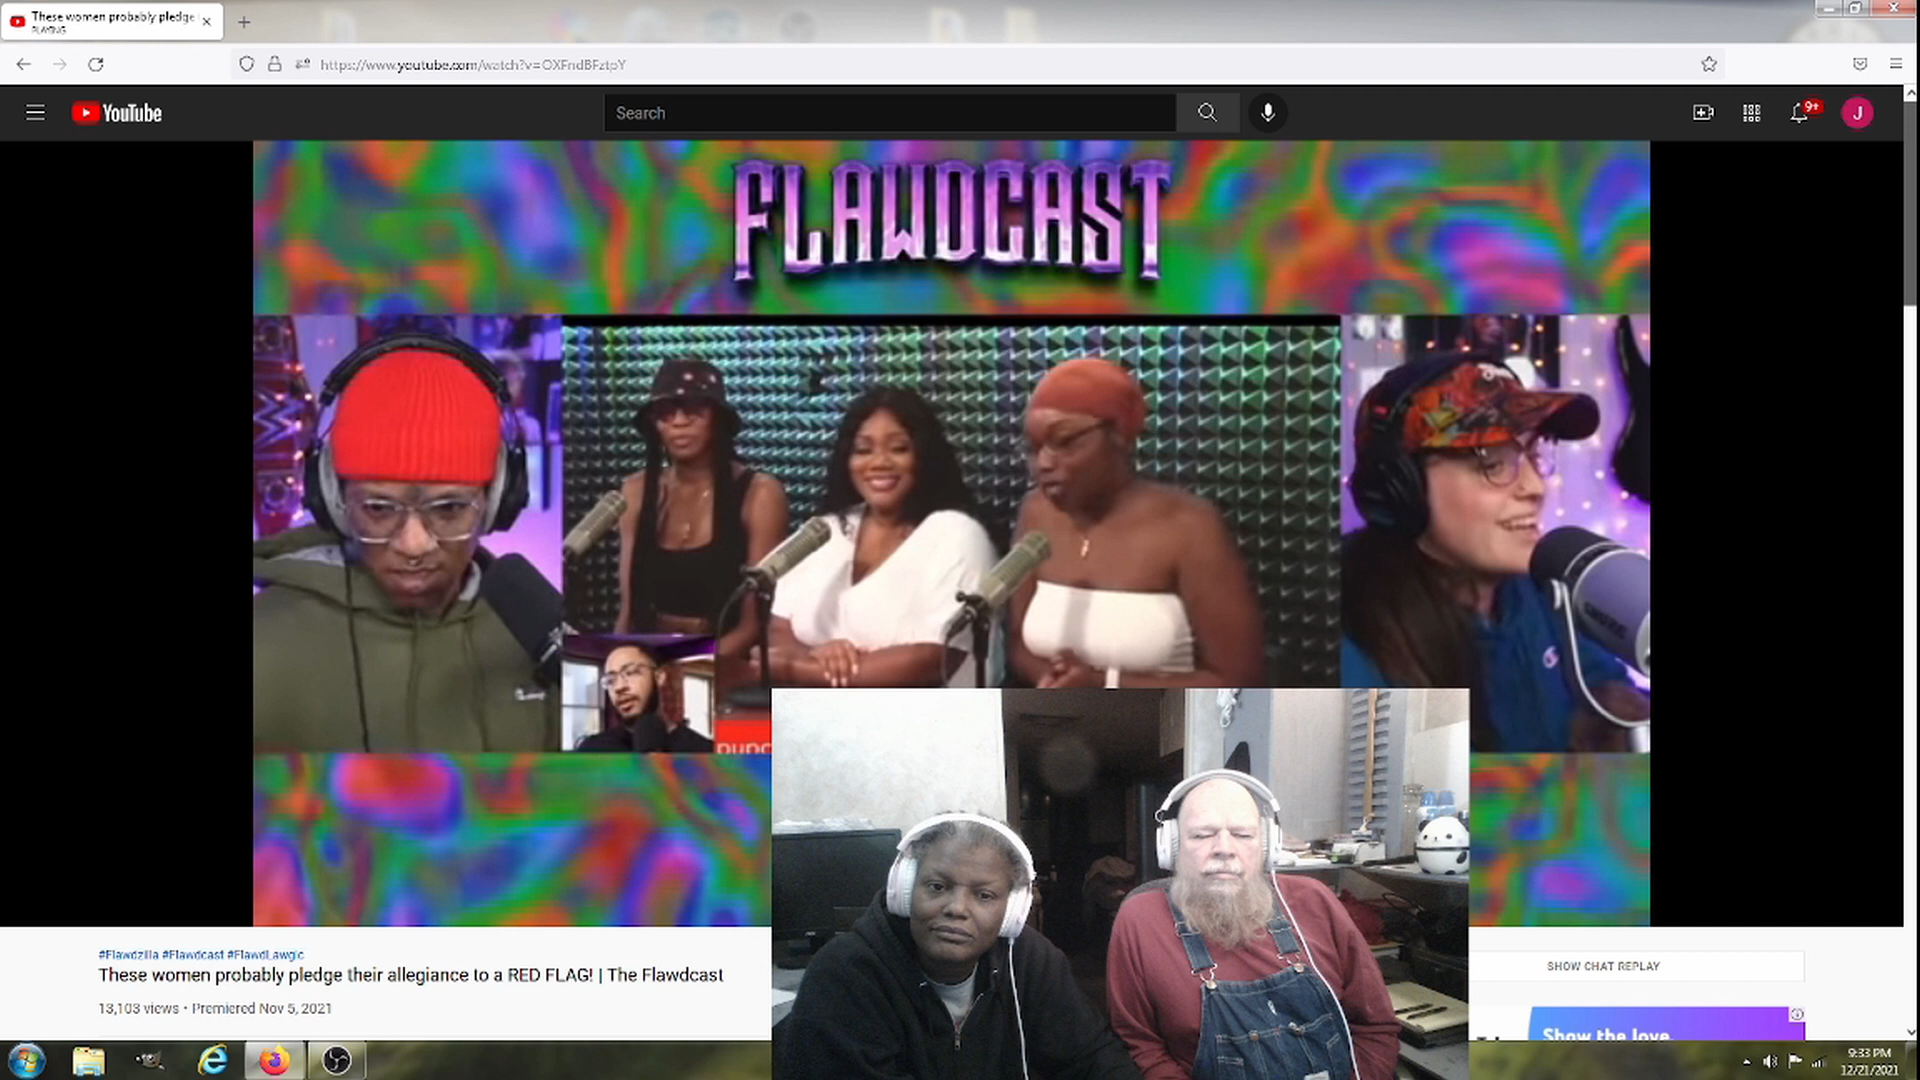 These women probably pledge
PLAYING
https://www.youtube.com/watch?v=OXFndBFztpY
YouTube
Search
9+
J
FLAWDCAST
#Flawdzilla #Flawdcast #FlawdLawgic
These women probably pledge their allegiance to a RED FLAG! | The Flawdcast
13,103 views • Premiered Nov 5, 2021
SHOW CHAT REPLAY
Show the love.
9:33 PM
12/21/2021